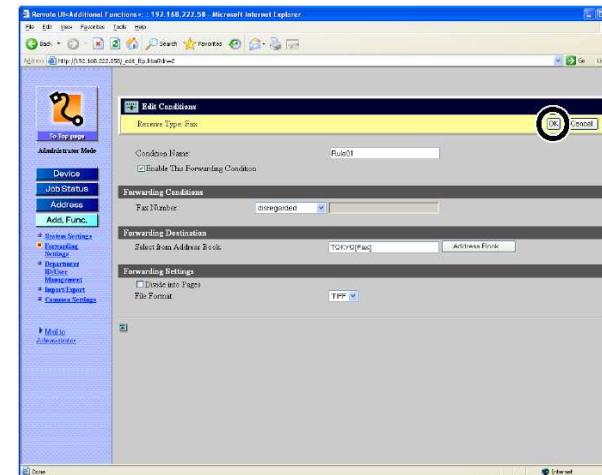 Remote UI<Additional Functions>: : 192.168.222.58 - Microsoft Internet Explorer
File Edit View Favorites Tools Help
Back Search Favorites
Address Go
To Top page
Administrator Mode
Device
Job Status
Address
Add. Func.
System Settings
Forwarding
Settings
Department
ID/User
Management
Import/Export
Common Settings
Mail to
Administrator
Edit Conditions
Receive Type: Fax
OK Cancel
Condition Name: Rule01
Enable This Forwarding Condition
Forwarding Conditions
Fax Number: disregarded
Forwarding Destination
Select from Address Book: TOKYO[Fax] Address Book
Forwarding Settings
Divide into Pages
File Format: TIFF
Done Internet